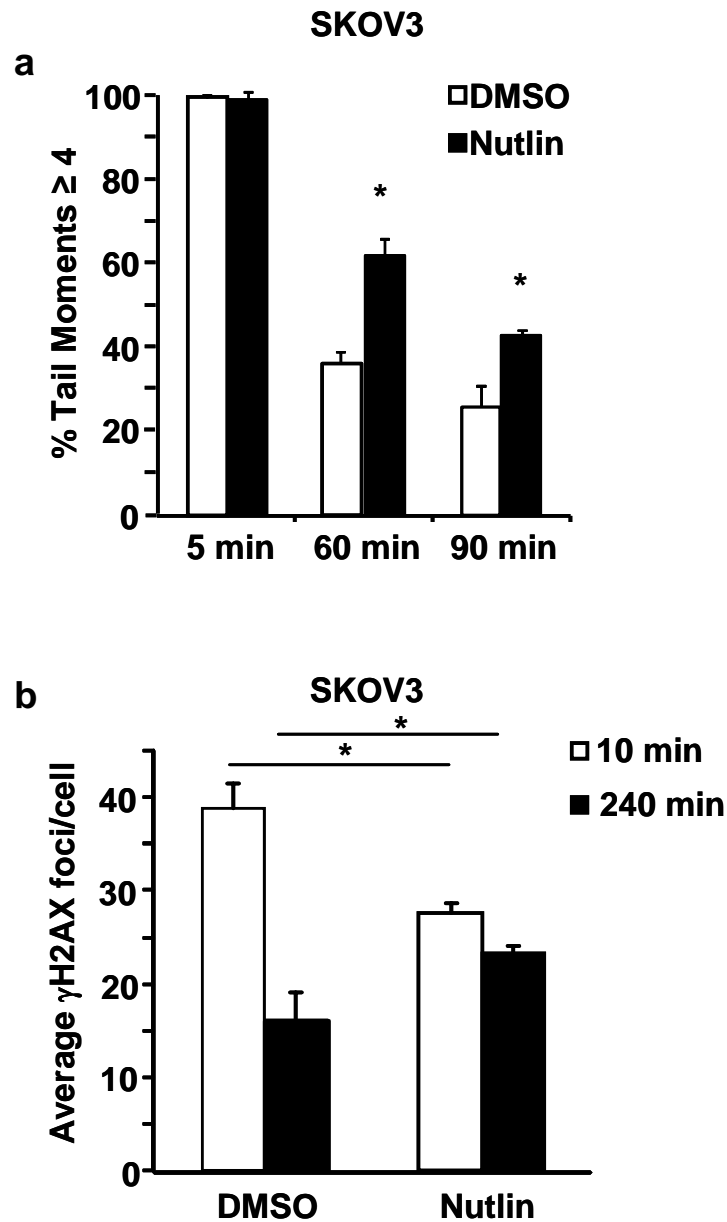 SKOV3
a
% Tail Moments ≥ 4
100
80
60
40
20
0
DMSO
Nutlin
*
*
5 min 60 min 90 min
b
SKOV3
*
*
10 min
240 min
Average γH2AX foci/cell
40
30
20
10
0
DMSO Nutlin